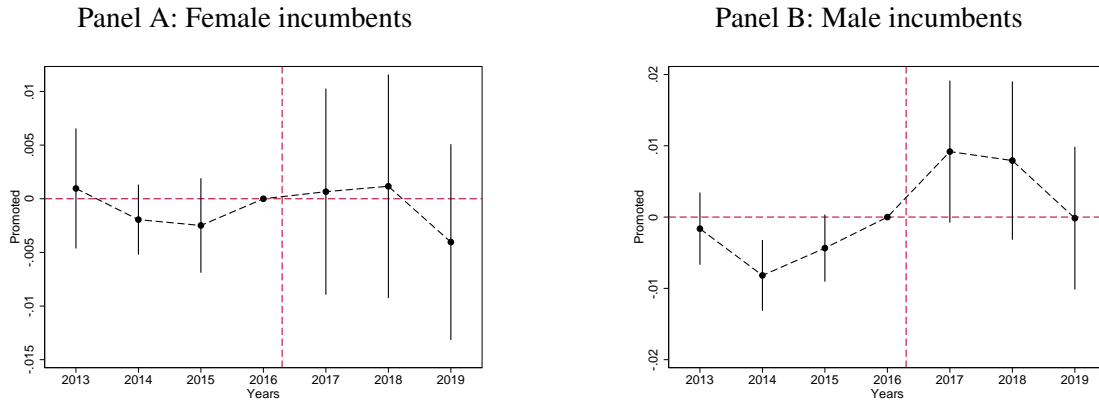 Panel A: Female incumbents
Promoted
.01
.005
0
-.005
-.01
-.015
2013 2014 2015 2016 2017 2018 2019
Years
Panel B: Male incumbents
Promoted
.02
.01
0
-.01
-.02
2013 2014 2015 2016 2017 2018 2019
Years